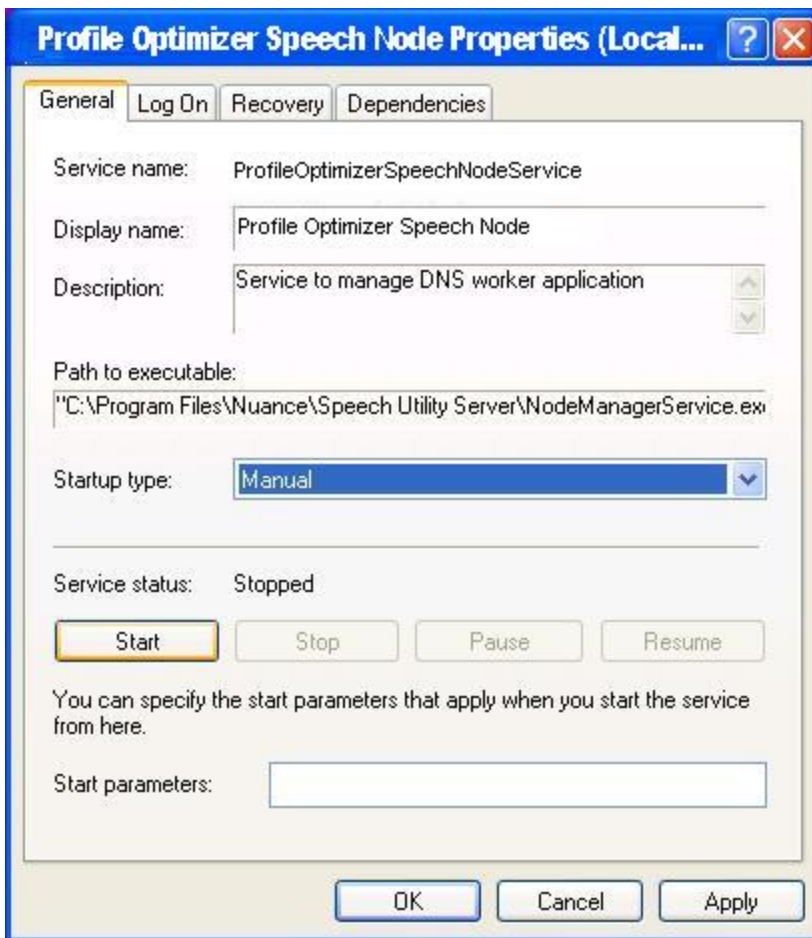 Profile Optimizer Speech Node Properties (Local...
General Log On Recovery Dependencies
Service name: ProfileOptimizerSpeechNodeService
Display name: Profile Optimizer Speech Node
Description: Service to manage DNS worker application
Path to executable:
"C:\Program Files\Nuance\Speech Utility Server\NodeManagerService.exe
Startup type: Manual
Service status: Stopped
Start Stop Pause Resume
You can specify the start parameters that apply when you start the service
from here.
Start parameters:
OK Cancel Apply